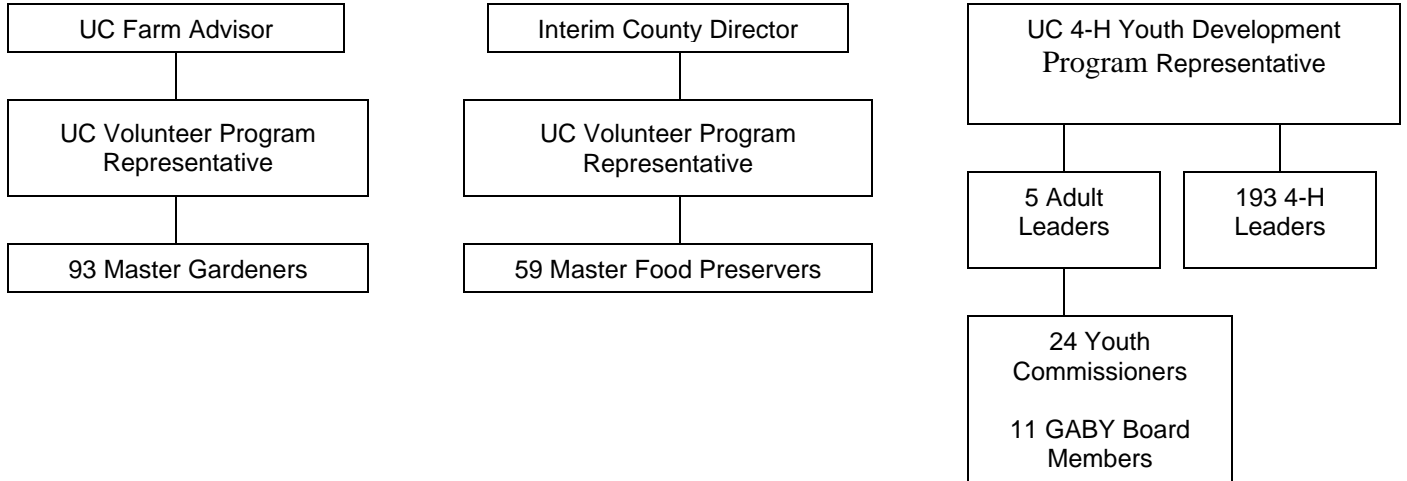 UC Farm Advisor
UC Volunteer Program
Representative
93 Master Gardeners
Interim County Director
UC Volunteer Program
Representative
59 Master Food Preservers
UC 4-H Youth Development
Program Representative
5 Adult
Leaders
193 4-H
Leaders
24 Youth
Commissioners
11 GABY Board
Members